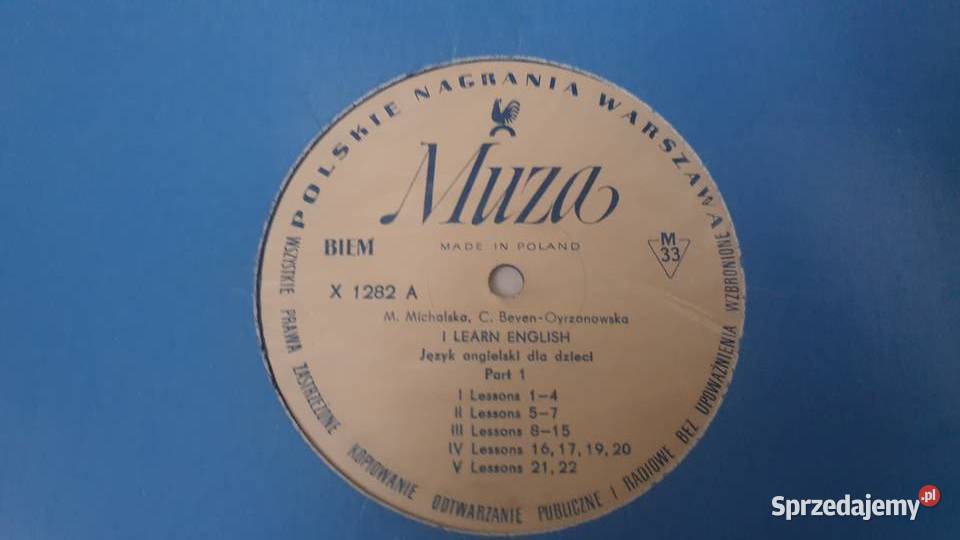 POLSKIE NAGRANIA WARSZAWA
Muza
MADE IN POLAND
BIEM
M
33
X 1282 A
M. Michalska, C. Beven-Oyrzanowska
I LEARN ENGLISH
Język angielski dla dzieci
Part 1
I Lessons 1-4
II Lessons 5-7
III Lessons 8-15
IV Lessons 16, 17, 19, 20
V Lessons 21, 22
WSZYSTKIE PRAWA ZASTRZEŻONE KOPIOWANIE ODTWARZANIE PUBLICZNE I RADIOWE BEZ UPOWAŻNIENIA WZBRONIONE
Sprzedajemy.pl